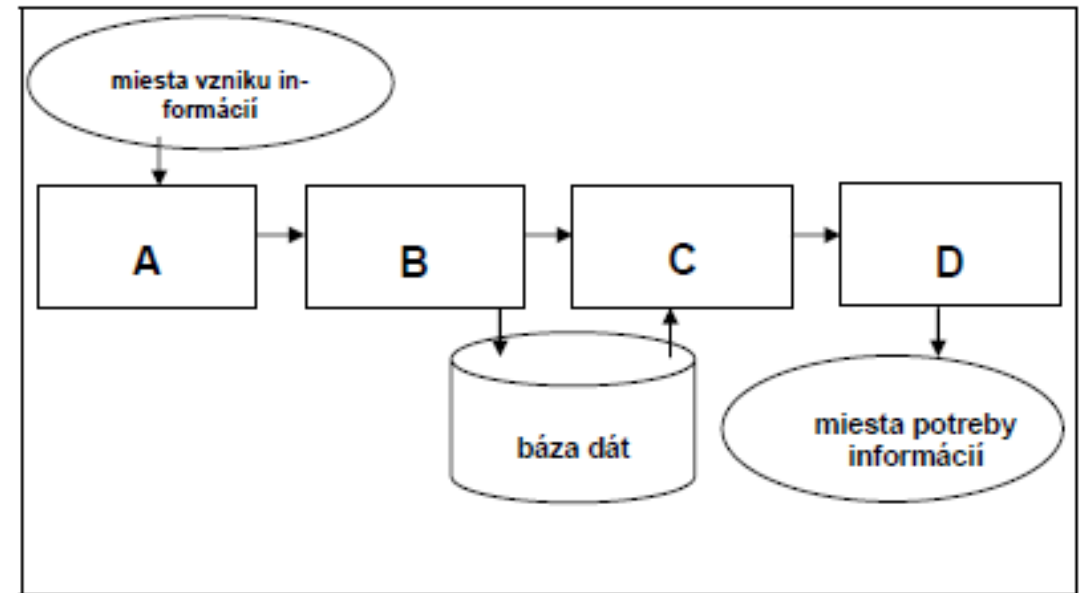 miesta vzniku in-
formácií
A
B
C
D
báza dát
miesta potreby
informácií